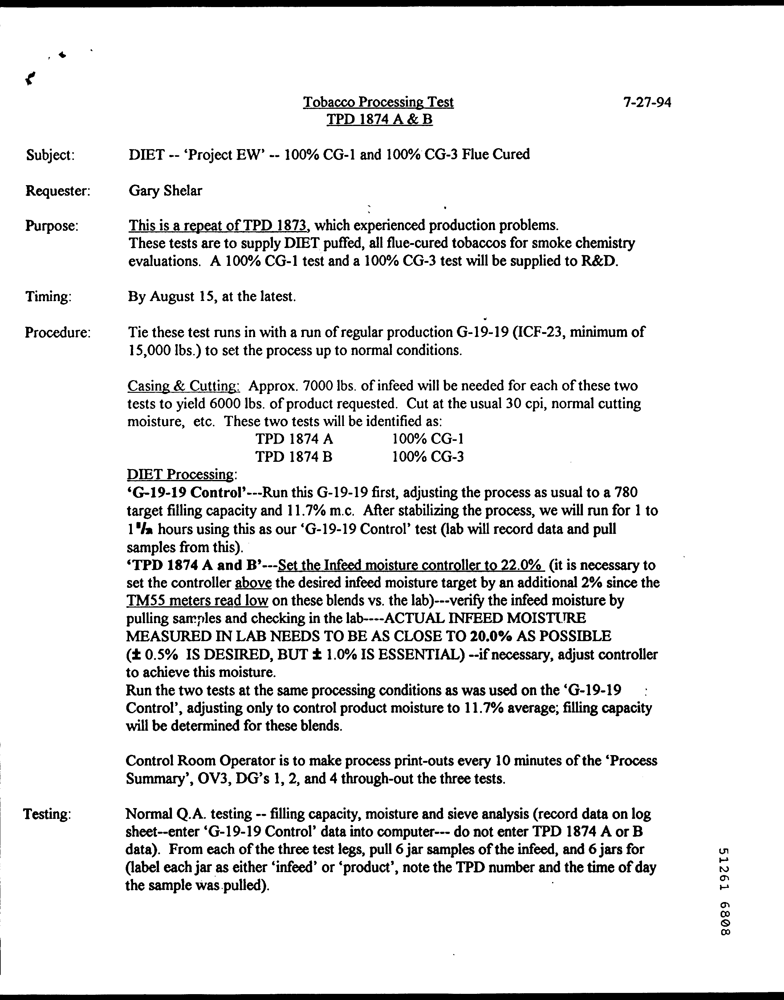 Tobacco Processing Test 7-27-94
TPD 1874 A & B
Subject: DIET -- 'Project EW' -- 100% CG-1 and 100% CG-3 Flue Cured
Requester: Gary Shelar
Purpose: This is a repeat of TPD 1873, which experienced production problems.
These tests are to supply DIET puffed, all flue-cured tobaccos for smoke chemistry
evaluations. A 100% CG-1 test and a 100% CG-3 test will be supplied to R&D.
Timing: By August 15, at the latest.
Procedure: Tie these test runs in with a run of regular production G-19-19 (ICF-23, minimum of
15,000 lbs.) to set the process up to normal conditions.
Casing & Cutting: Approx. 7000 lbs. of infeed will be needed for each of these two
tests to yield 6000 lbs. of product requested. Cut at the usual 30 cpi, normal cutting
moisture, etc. These two tests will be identified as:
TPD 1874 A 100% CG-1
TPD 1874 B 100% CG-3
DIET Processing:
'G-19-19 Control'---Run this G-19-19 first, adjusting the process as usual to a 780
target filling capacity and 11.7% m.c. After stabilizing the process, we will run for 1 to
1 hours using this as our 'G-19-19 Control' test (lab will record data and pull
samples from this).
'TPD 1874 A and B'---Set the Infeed moisture controller to 22.0% (it is necessary to
set the controller above the desired infeed moisture target by an additional 2% since the
TM55 meters read low on these blends vs. the lab)---verify the infeed moisture by
pulling samples and checking in the lab----ACTUAL INFEED MOISTURE
MEASURED IN LAB NEEDS TO BE AS CLOSE TO 20.0% AS POSSIBLE
(± 0.5% IS DESIRED, BUT ± 1.0% IS ESSENTIAL) --if necessary, adjust controller
to achieve this moisture.
Run the two tests at the same processing conditions as was used on the 'G-19-19
Control', adjusting only to control product moisture to 11.7% average; filling capacity
will be determined for these blends.
Control Room Operator is to make process print-outs every 10 minutes of the 'Process
Summary', OV3, DG's 1, 2, and 4 through-out the three tests.
Testing: Normal Q.A. testing -- filling capacity, moisture and sieve analysis (record data on log
sheet--enter 'G-19-19 Control' data into computer--- do not enter TPD 1874 A or B
data). From each of the three test legs, pull 6 jar samples of the infeed, and 6 jars for
(label each jar as either 'infeed' or 'product', note the TPD number and the time of day
the sample was pulled).
51261 6808